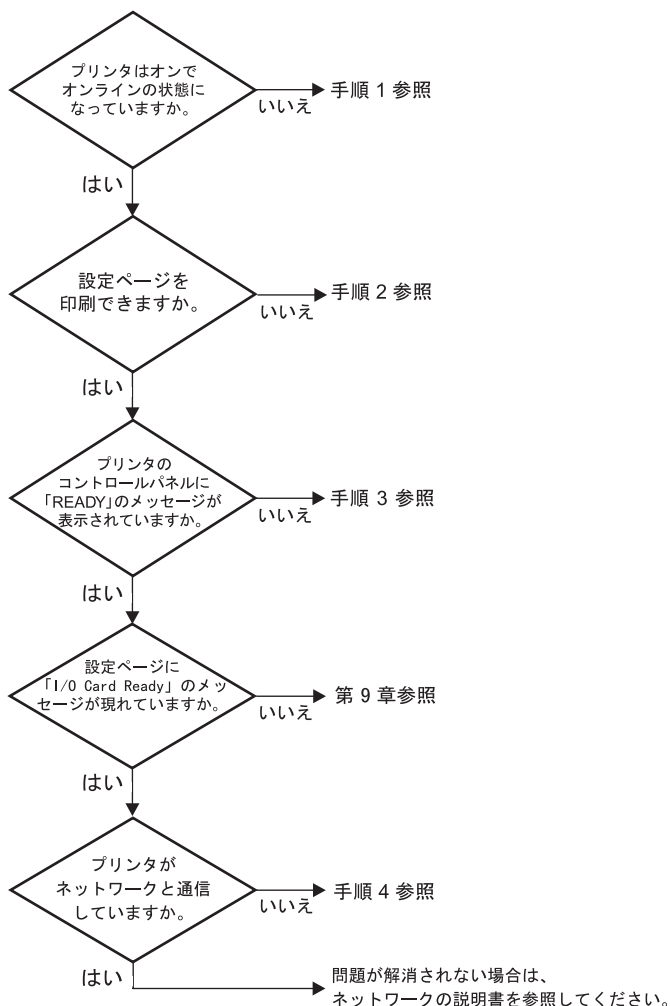 プリンタはオンで
オンラインの状態に
なっていますか。
いいえ
手順 1 参照
はい
設定ページを
印刷できますか。
いいえ
手順 2 参照
はい
プリンタの
コントロールパネルに
「READY」のメッセージが
表示されていますか。
いいえ
手順 3 参照
はい
設定ページに
「I/O Card Ready」のメッ
セージが現れていますか。
いいえ
第 9 章参照
はい
プリンタが
ネットワークと通信
していますか。
いいえ
手順 4 参照
はい
問題が解消されない場合は、
ネットワークの説明書を参照してください。